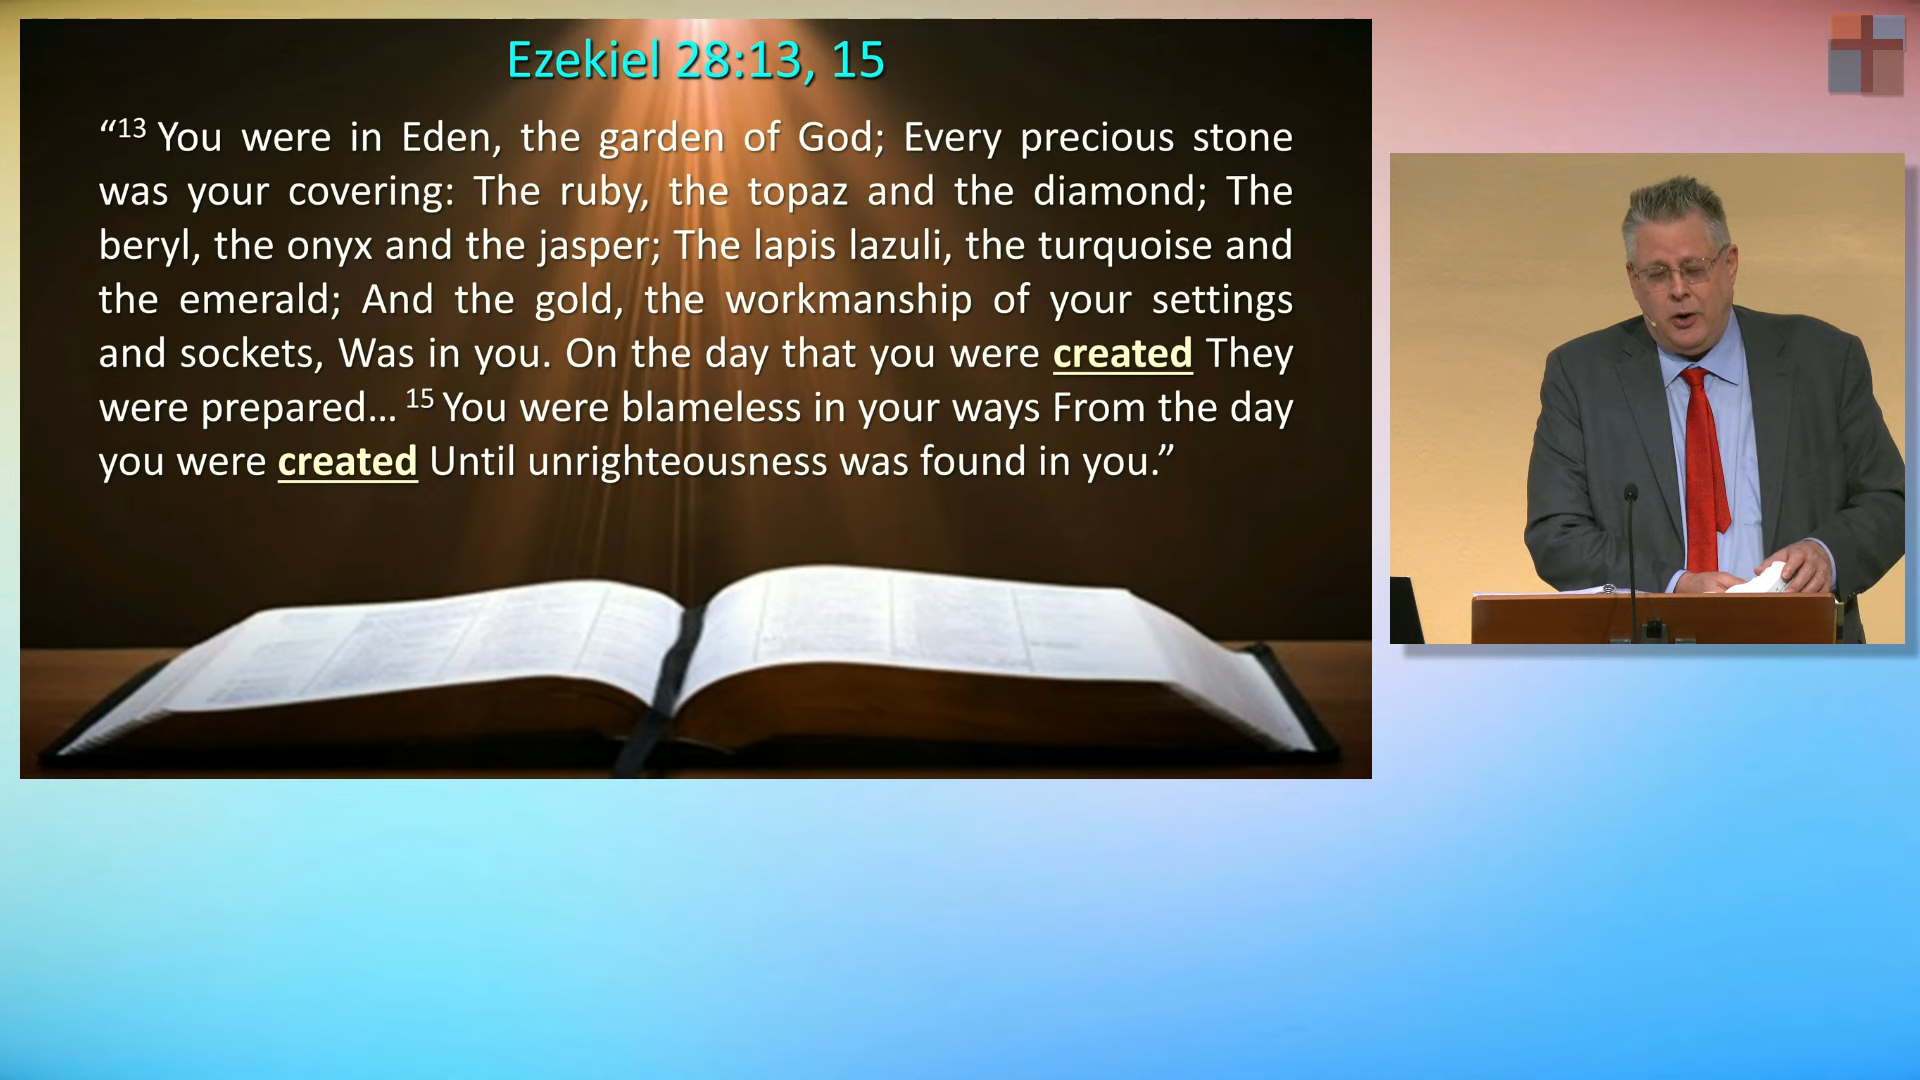 Ezekiel 28:13, 15
“13 You were in Eden, the garden of God; Every precious stone
was your covering: The ruby, the topaz and the diamond; The
beryl, the onyx and the jasper; The lapis lazuli, the turquoise and
the emerald; And the gold, the workmanship of your settings
and sockets, Was in you. On the day that you were created They
were prepared… 15 You were blameless in your ways From the day
you were created Until unrighteousness was found in you.”